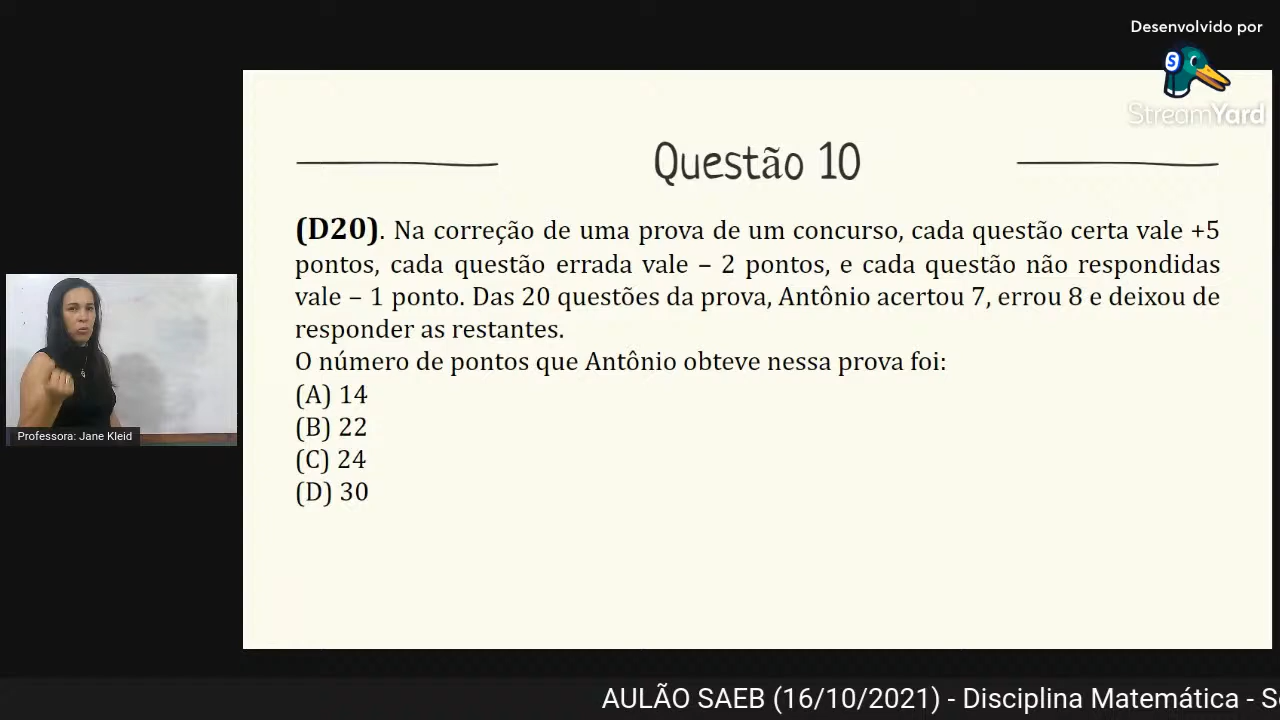 Desenvolvido por
S
StreamYard
Questão 10
(D20). Na correção de uma prova de um concurso, cada questão certa vale +5
pontos, cada questão errada vale – 2 pontos, e cada questão não respondidas
vale – 1 ponto. Das 20 questões da prova, Antônio acertou 7, errou 8 e deixou de
responder as restantes.
O número de pontos que Antônio obteve nessa prova foi:
(A) 14
(B) 22
(C) 24
(D) 30
Professora: Jane Kleid
AULÃO SAEB (16/10/2021) - Disciplina Matemática -